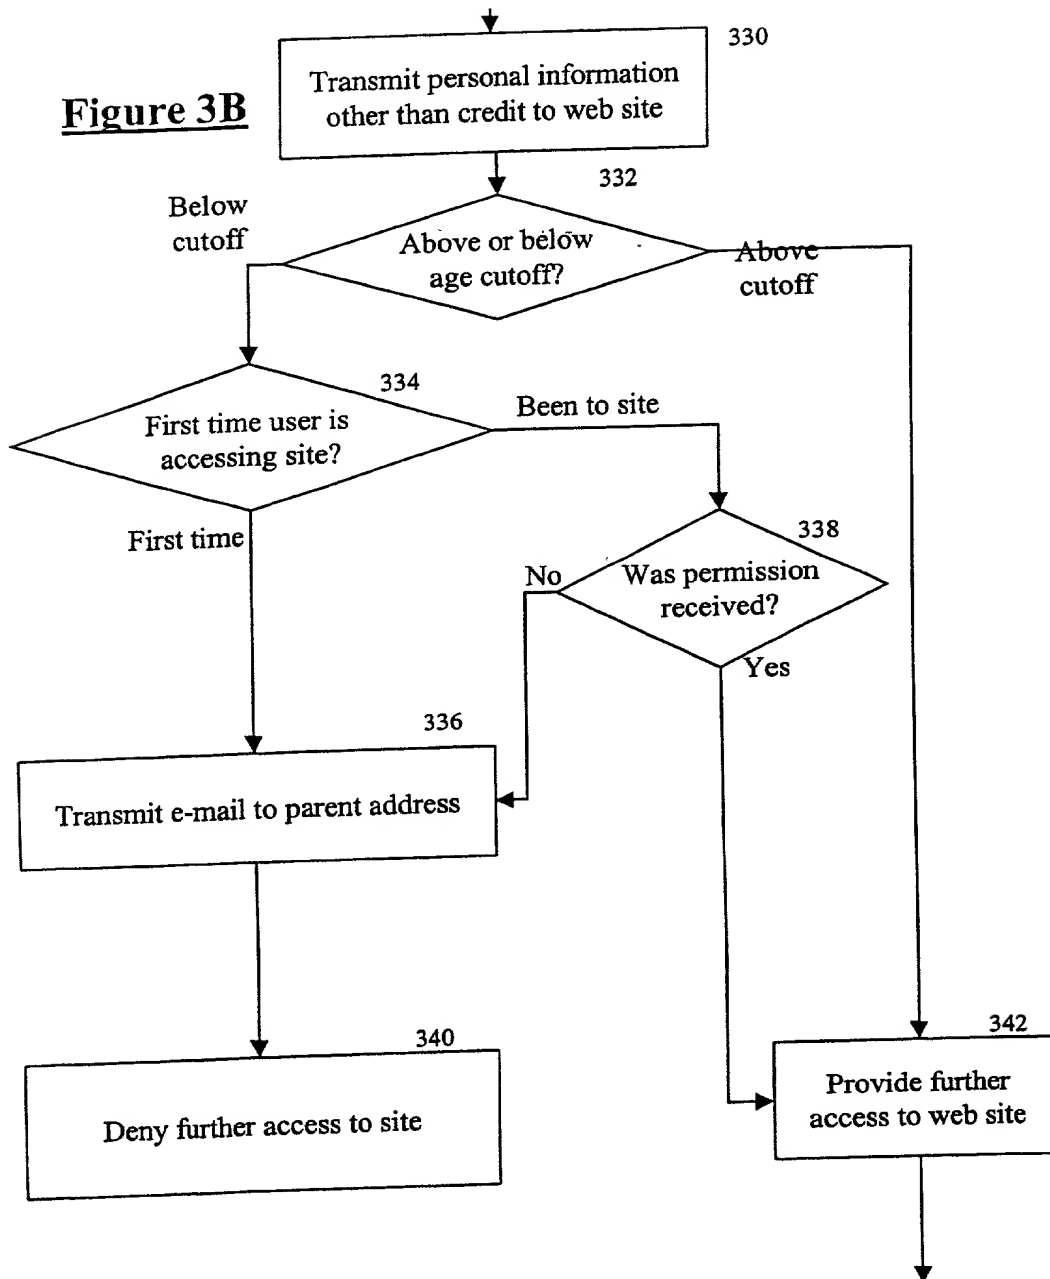 330
Transmit personal information
other than credit to web site
Figure 3B
332
Below
cutoff
Above or below
age cutoff?
Above
cutoff
334
First time user is
accessing site?
Been to site
First time
338
No
Was permission
received?
Yes
336
Transmit e-mail to parent address
340
Deny further access to site
342
Provide further
access to web site